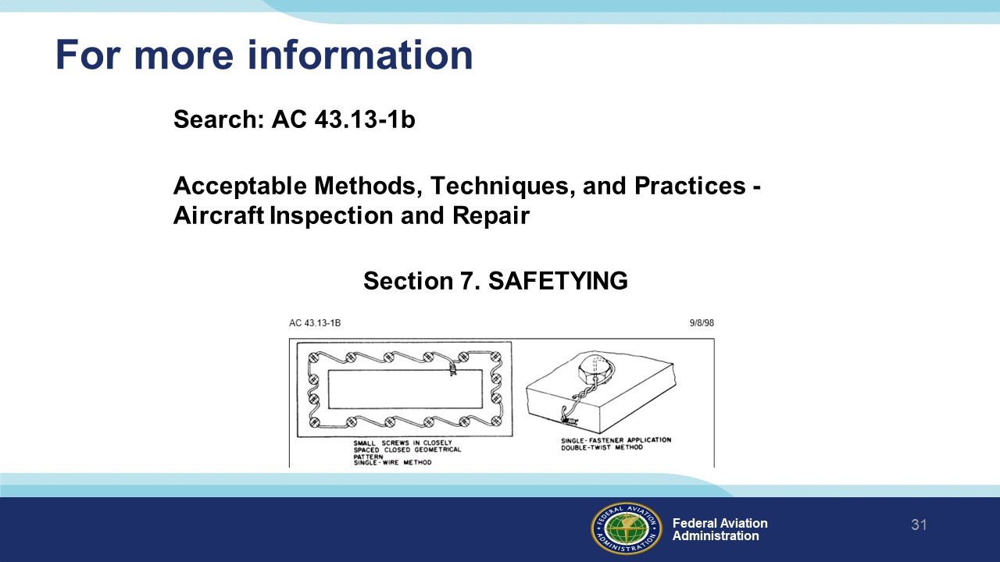 For more information
Search: AC 43.13-1b
Acceptable Methods, Techniques, and Practices -
Aircraft Inspection and Repair
Section 7. SAFETYING
AC 43.13-1B
9/8/98
SMALL SCREWS IN CLOSELY
SPACED CLOSED GEOMETRICAL
PATTERN
SINGLE-WIRE METHOD
SINGLE-FASTENER APPLICATION
DOUBLE-TWIST METHOD
FEDERAL AVIATION
ADMINISTRATION
Federal Aviation
Administration
31